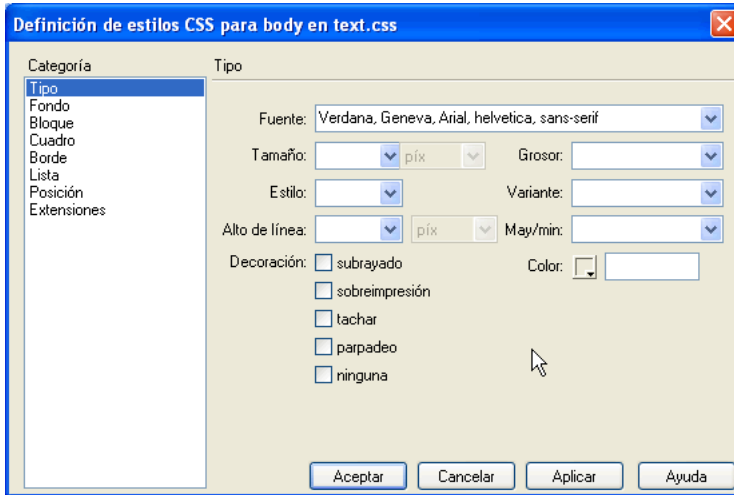 Definición de estilos CSS para body en text.css
Categoría
Tipo
Fondo
Bloque
Cuadro
Borde
Lista
Posición
Extensiones
Tipo
Fuente: Verdana, Geneva, Arial, helvetica, sans-serif
Tamaño: píx Grosor:
Estilo: Variante:
Alto de línea: píx May/min:
Decoración: subrayado Color:
sobreimpresión
tachar
parpadeo
ninguna
Aceptar Cancelar Aplicar Ayuda